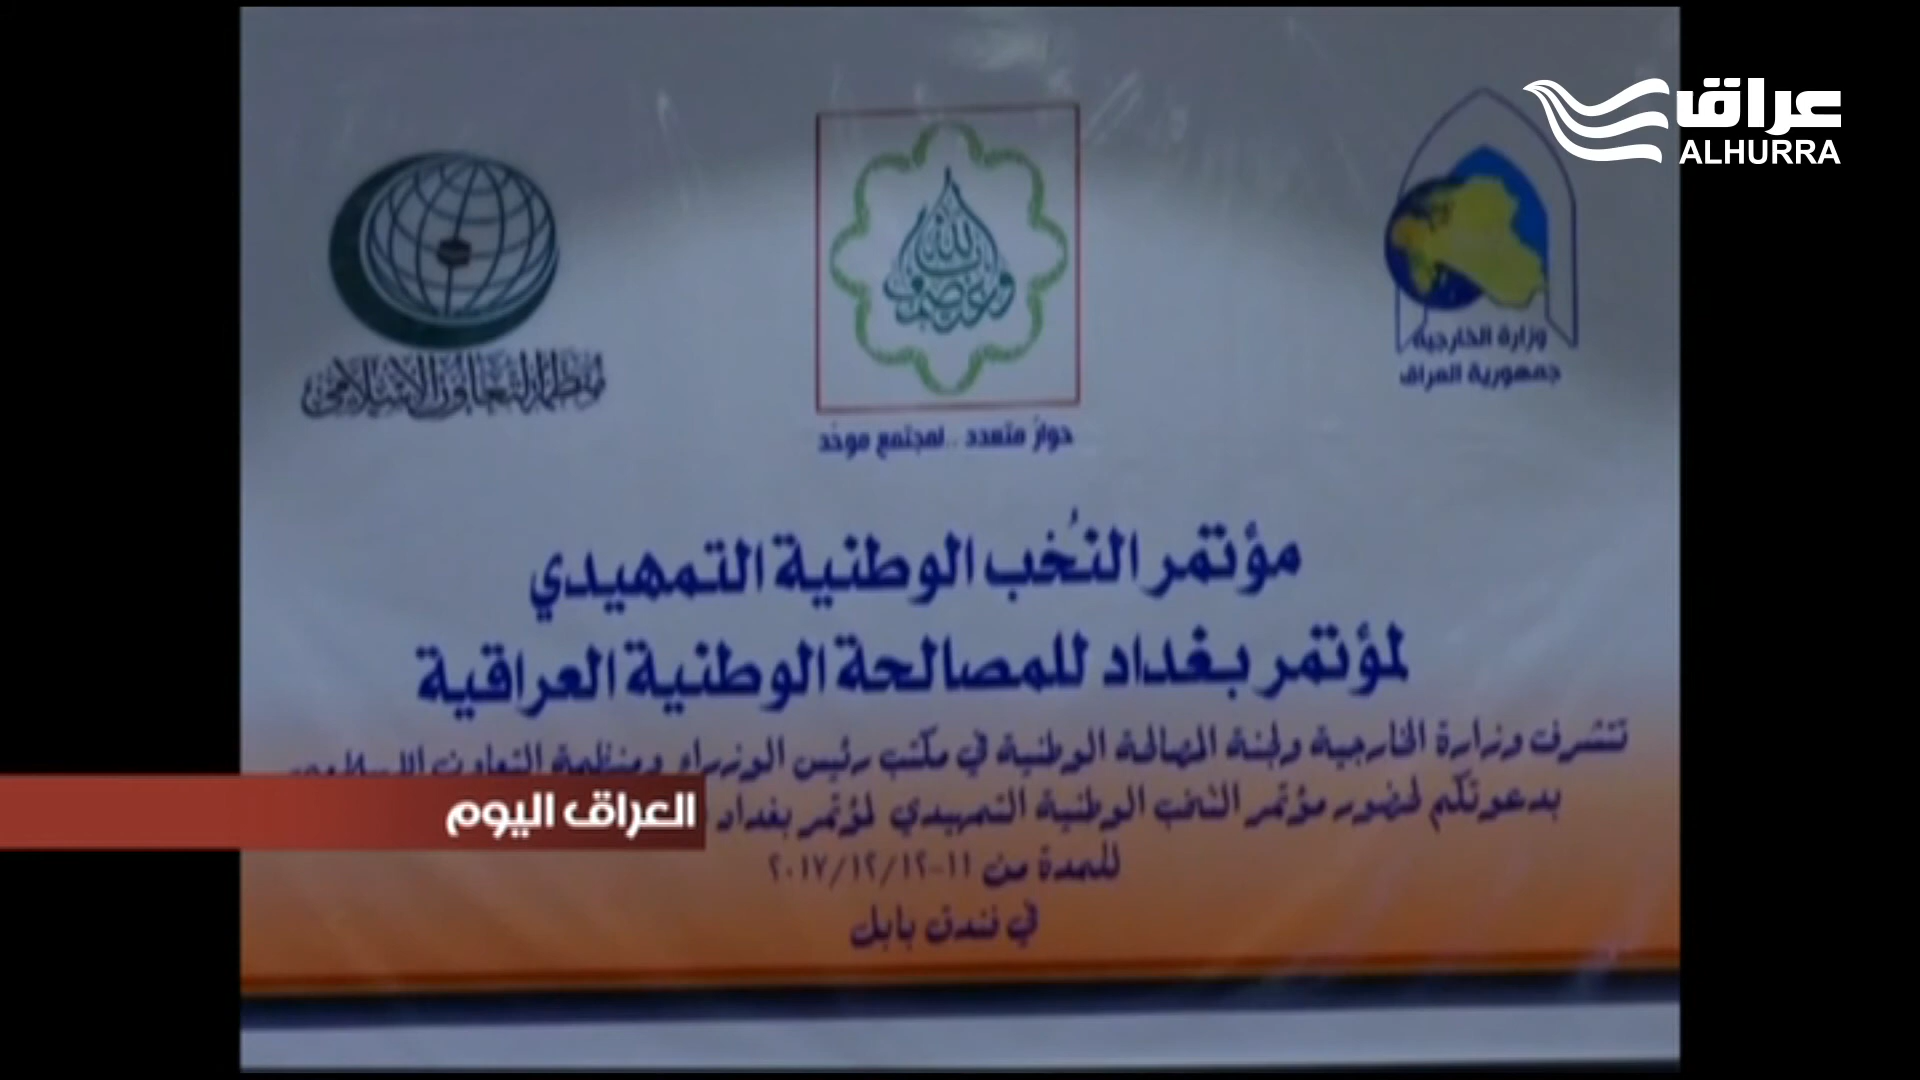 عراق
ALHURRA
منظمة التعاون الإسلامي
وزارة الخارجية
جمهورية العراق
حوارٌ متعدد .. لمجتمع موحّد
مؤتمر النُخب الوطنية التمهيدي
لمؤتمر بغداد للمصالحة الوطنية العراقية
تتشرف وزارة الخارجية ولجنة المصالحة الوطنية في مكتب رئيس الوزراء ومنظمة التعاون
بدعوتكم لحضور مؤتمر النخب الوطنية التمهيدي لمؤتمر بغداد
العراق اليوم
للمدة من ١١-٢٠١٧/١٢/١٢
في فندق بابل